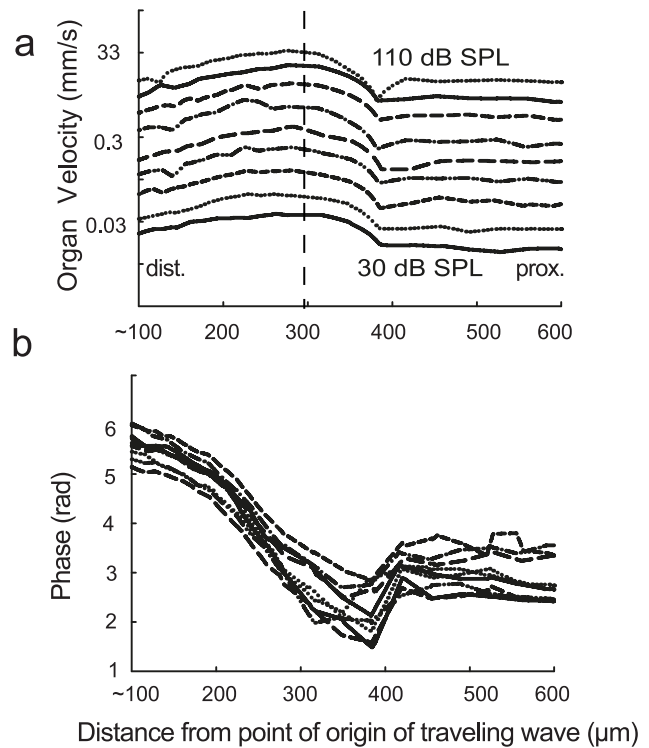 a
Organ Velocity (mm/s)
33
0.3
0.03
110 dB SPL
30 dB SPL
dist.
prox.
~100 200 300 400 500 600
b
Phase (rad)
6
5
4
3
2
1
~100 200 300 400 500 600
Distance from point of origin of traveling wave (µm)